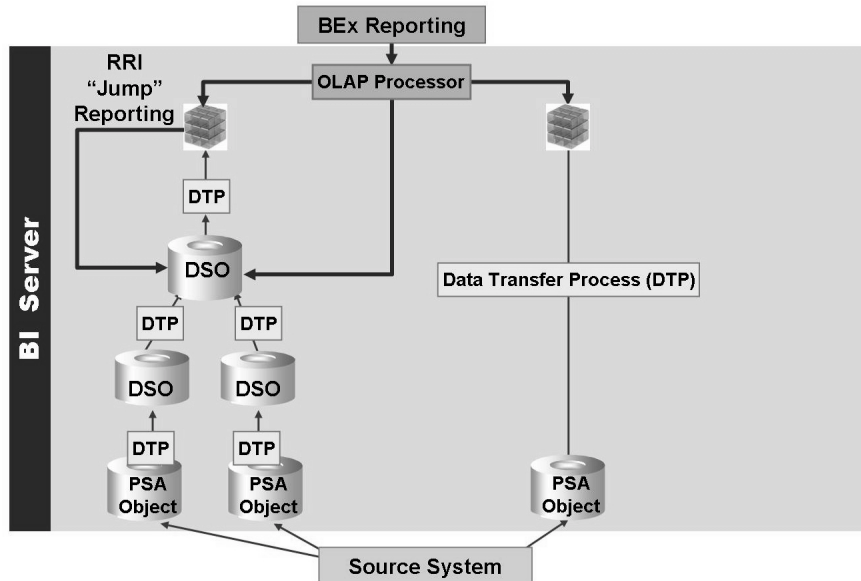 BEx Reporting
RRI
“Jump”
Reporting
OLAP Processor
DTP
DSO
Data Transfer Process (DTP)
DTP
DTP
DSO
DSO
DTP
DTP
PSA
Object
PSA
Object
PSA
Object
Source System
BI Server